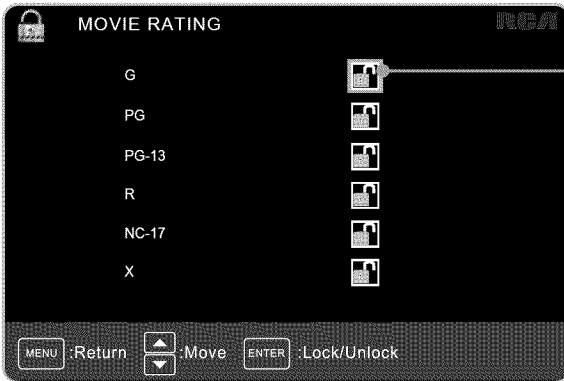 MOVIE RATING
RCA
G
PG
PG-13
R
NC-17
X
MENU :Return :Move ENTER :Lock/Unlock